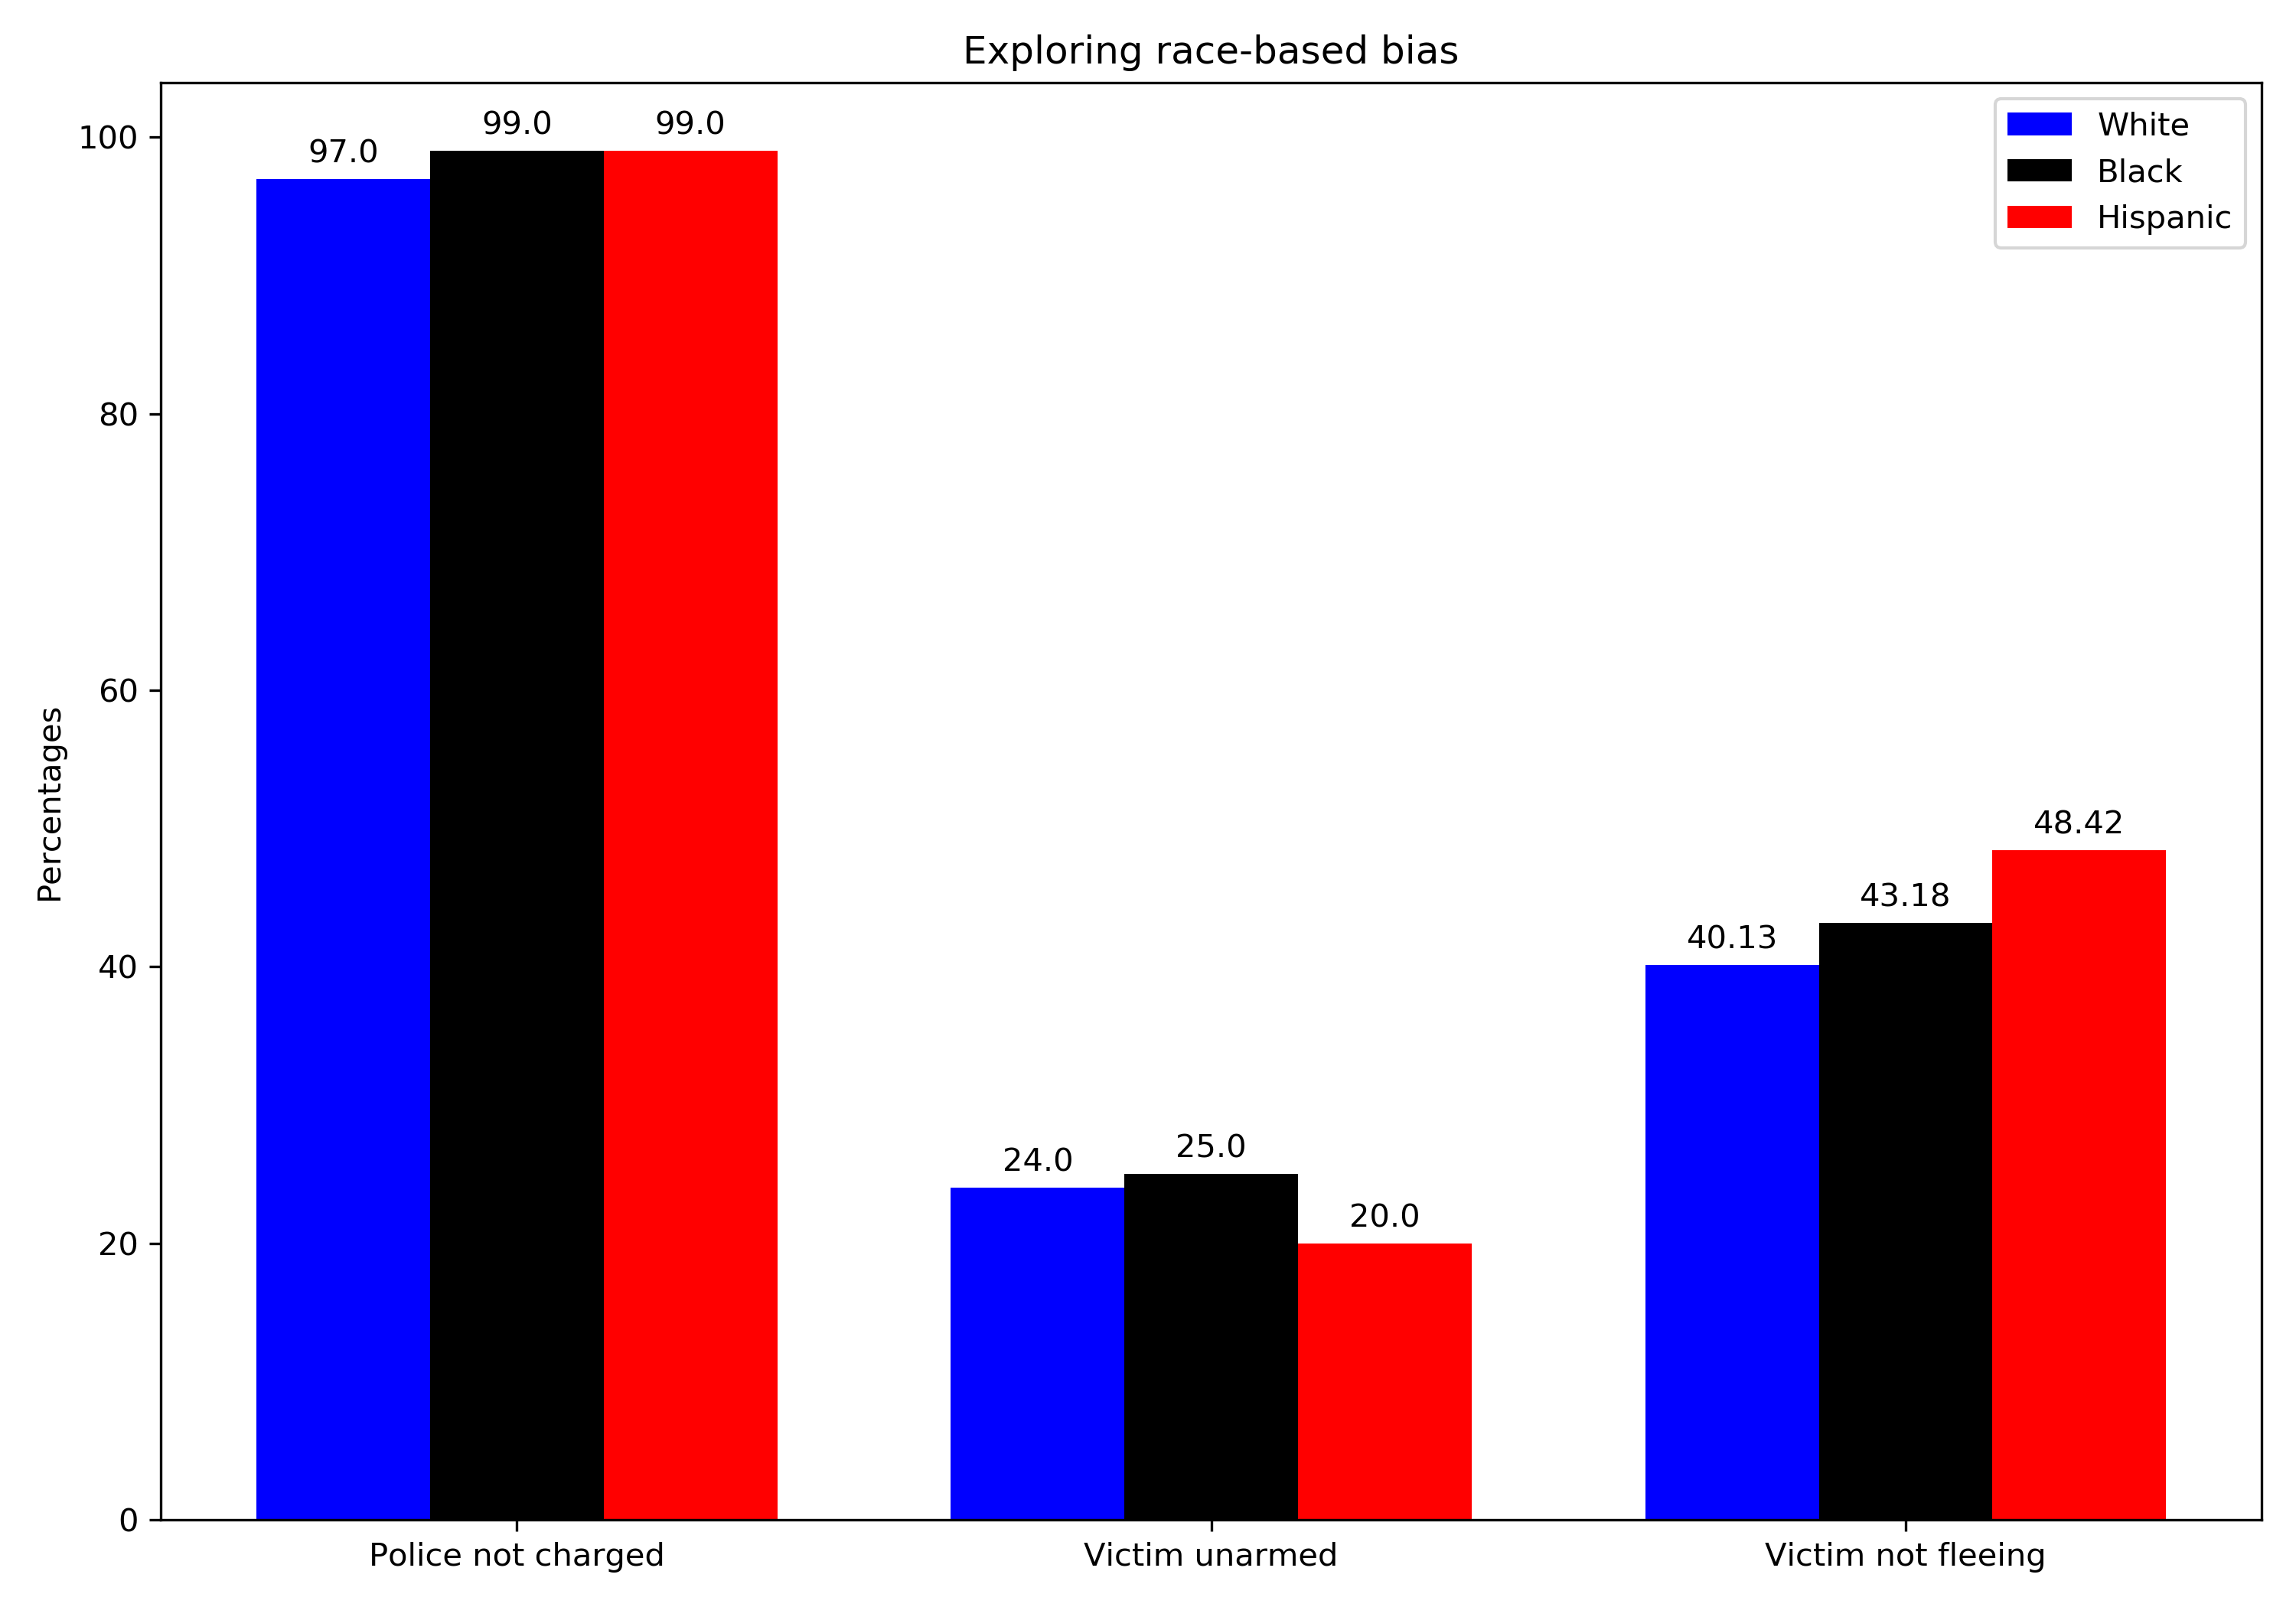 Exploring race-based bias
White
Black
Hispanic
Percentages
100
80
60
40
20
0
97.0
99.0
99.0
24.0
25.0
20.0
40.13
43.18
48.42
Police not charged
Victim unarmed
Victim not fleeing